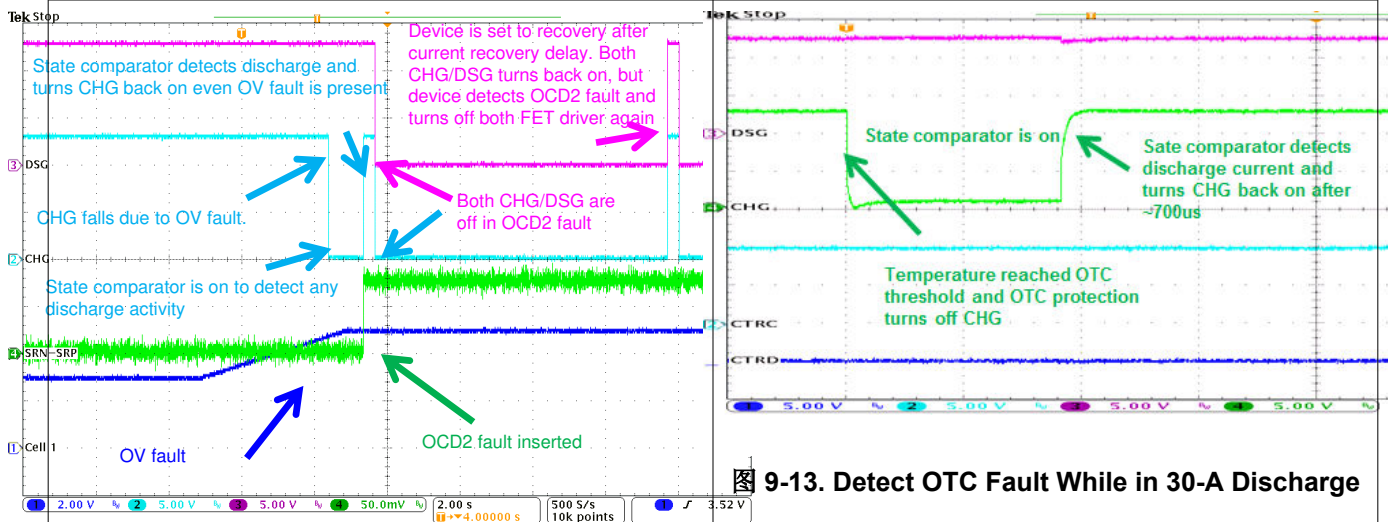 Tek Stop
Device is set to recovery after
current recovery delay. Both
CHG/DSG turns back on, but
device detects OCD2 fault and
turns off both FET driver again
State comparator detects discharge and
turns CHG back on even OV fault is present
DSG
CHG falls due to OV fault.
Both CHG/DSG are
off in OCD2 fault
CHG
State comparator is on to detect any
discharge activity
SRN-SRP
OCD2 fault inserted
Cell 1
OV fault
1 2.00 V 2 5.00 V 3 5.00 V 4 50.0mV
2.00 s
T→▼4.00000 s
500 S/s
10k points
1 3.52 V
Tek Stop
DSG
State comparator is on
Sate comparator detects
discharge current and
turns CHG back on after
~700us
CHG
Temperature reached OTC
threshold and OTC protection
turns off CHG
CTRC
CTRD
1 5.00 V 2 5.00 V 3 5.00 V 4 5.00 V
图 9-13. Detect OTC Fault While in 30-A Discharge